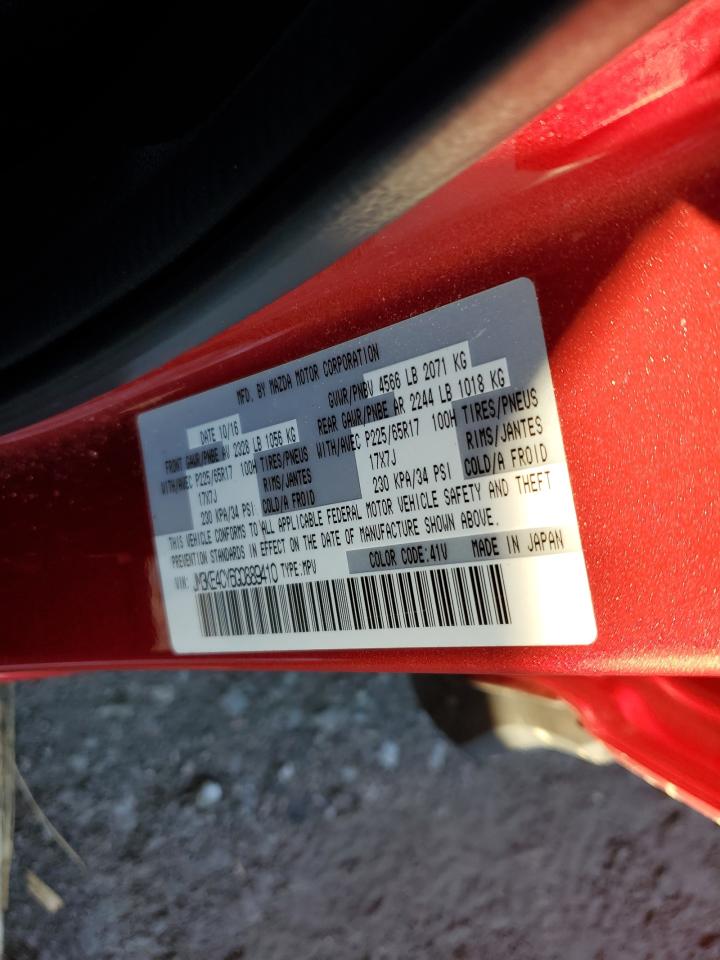 MFD. BY MAZDA MOTOR CORPORATION
DATE 10/16 GVWR/PNBV 4566 LB 2071 KG
FRONT GAWR/PNBE AV 2328 LB 1056 KG REAR GAWR/PNBE AR 2244 LB 1018 KG
WITH/AVEC P225/65R17 100H TIRES/PNEUS WITH/AVEC P225/65R17 100H TIRES/PNEUS
17X7J RIMS/JANTES 17X7J RIMS/JANTES
230 KPA/34 PSI COLD/A FROID 230 KPA/34 PSI COLD/A FROID
THIS VEHICLE CONFORMS TO ALL APPLICABLE FEDERAL MOTOR VEHICLE SAFETY AND THEFT
PREVENTION STANDARDS IN EFFECT ON THE DATE OF MANUFACTURE SHOWN ABOVE.
COLOR CODE:41V MADE IN JAPAN
VIN: JM3KE4CY6G0889410 TYPE:MPV